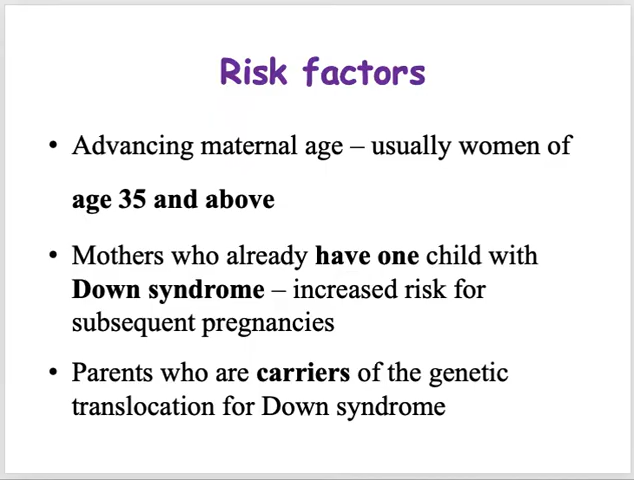 Risk factors
• Advancing maternal age – usually women of
age 35 and above
• Mothers who already have one child with
Down syndrome – increased risk for
subsequent pregnancies
• Parents who are carriers of the genetic
translocation for Down syndrome